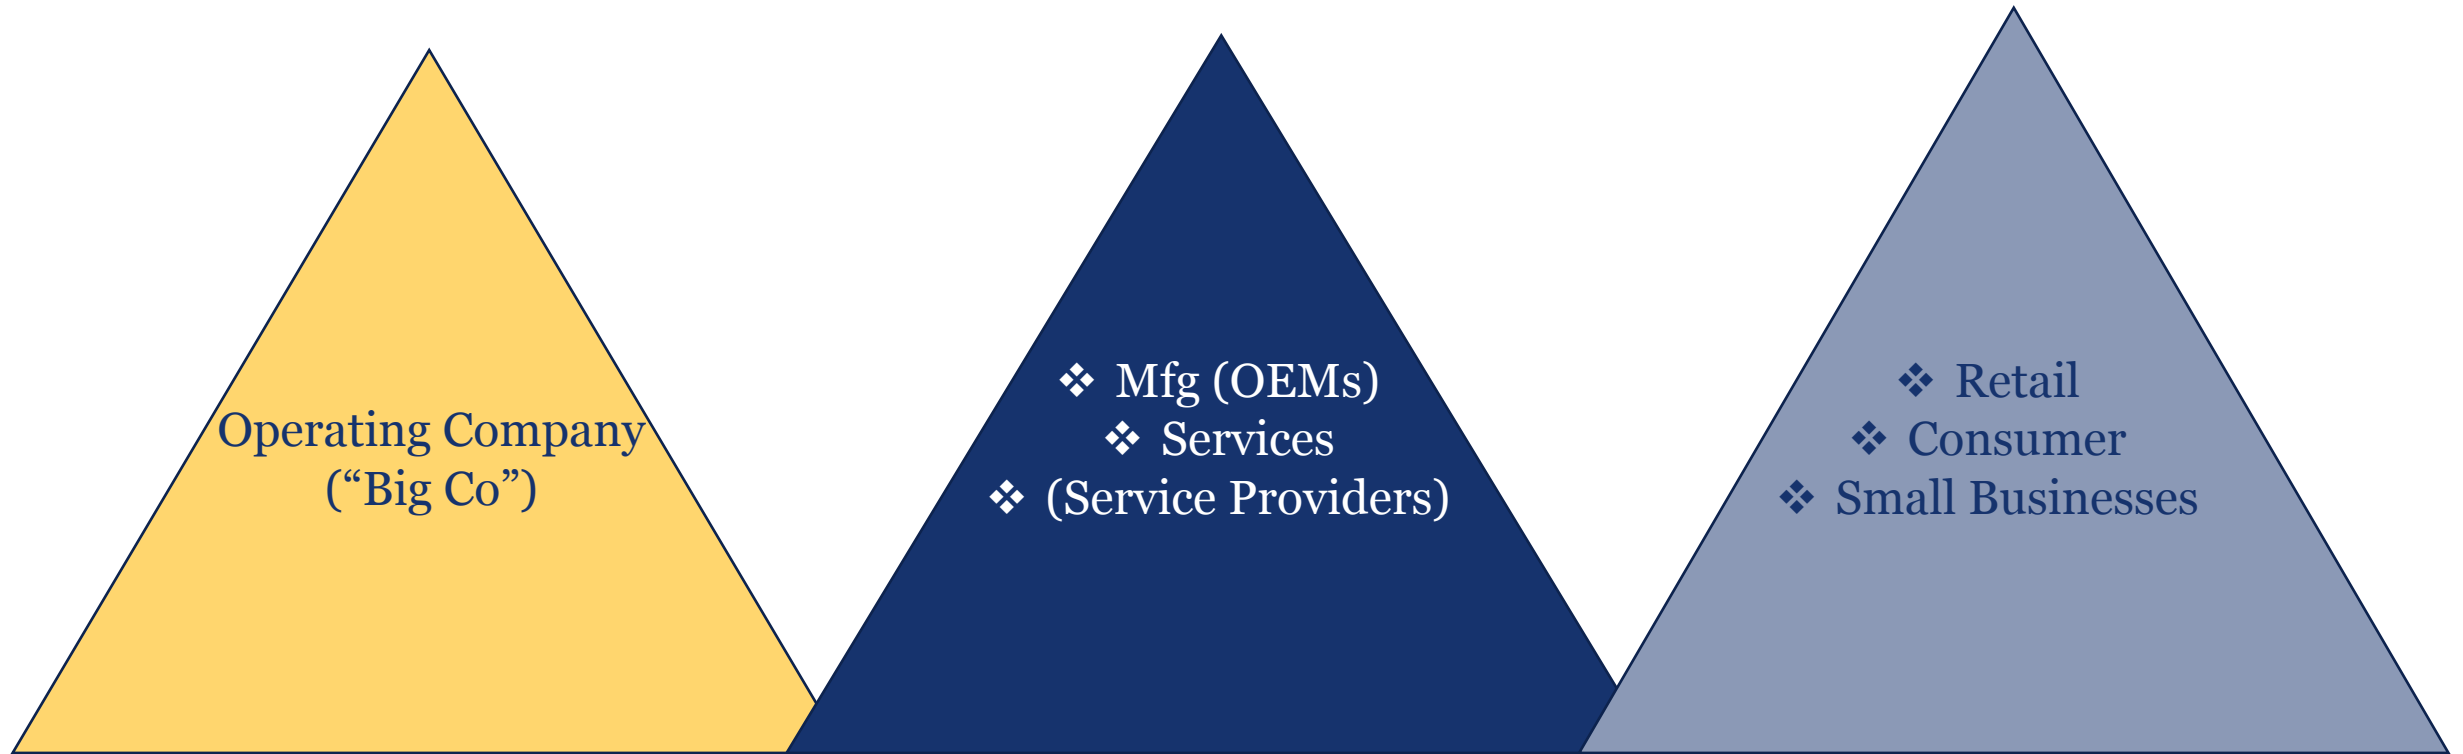 Operating Company
(“Big Co”)
❖ Mfg (OEMs)
❖ Services
❖ (Service Providers)
❖ Retail
❖ Consumer
❖ Small Businesses